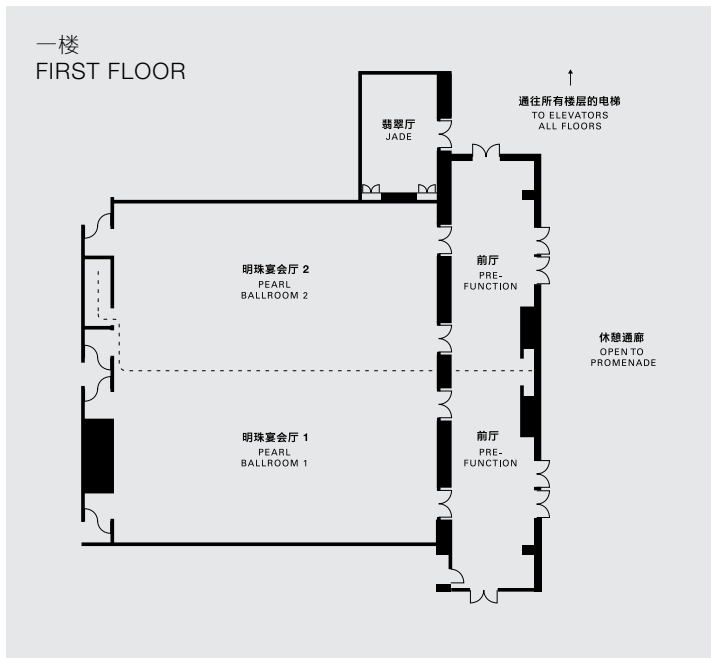 一楼
FIRST FLOOR
通往所有楼层的电梯
TO ELEVATORS
ALL FLOORS
翡翠厅
JADE
明珠宴会厅 2
PEARL
BALLROOM 2
前厅
PRE-
FUNCTION
休憩通廊
OPEN TO
PROMENADE
明珠宴会厅 1
PEARL
BALLROOM 1
前厅
PRE-
FUNCTION